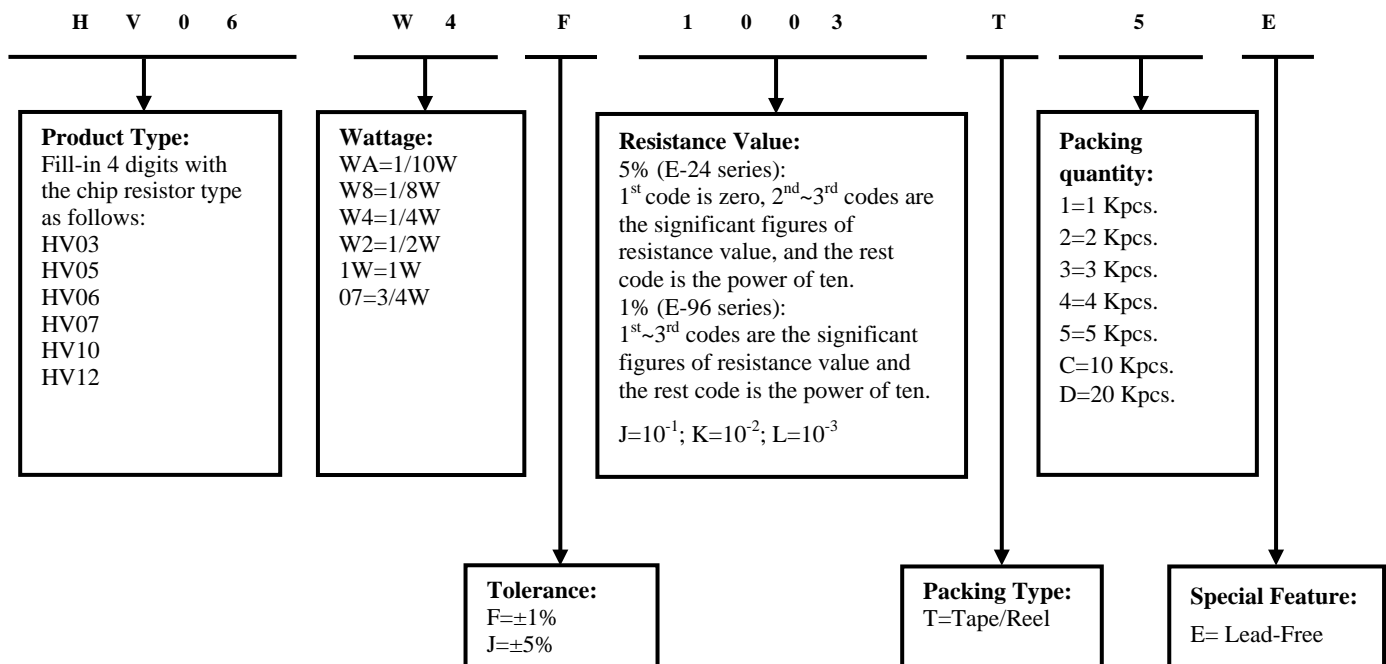 H V 0 6 W 4 F 1 0 0 3 T 5 E
Product Type:
Fill-in 4 digits with
the chip resistor type
as follows:
HV03
HV05
HV06
HV07
HV10
HV12
Wattage:
WA=1/10W
W8=1/8W
W4=1/4W
W2=1/2W
1W=1W
07=3/4W
Resistance Value:
5% (E-24 series):
1st code is zero, 2nd~3rd codes are
the significant figures of
resistance value, and the rest
code is the power of ten.
1% (E-96 series):
1st~3rd codes are the significant
figures of resistance value and
the rest code is the power of ten.
J=10-1; K=10-2; L=10-3
Packing
quantity:
1=1 Kpcs.
2=2 Kpcs.
3=3 Kpcs.
4=4 Kpcs.
5=5 Kpcs.
C=10 Kpcs.
D=20 Kpcs.
Tolerance:
F=±1%
J=±5%
Packing Type:
T=Tape/Reel
Special Feature:
E= Lead-Free